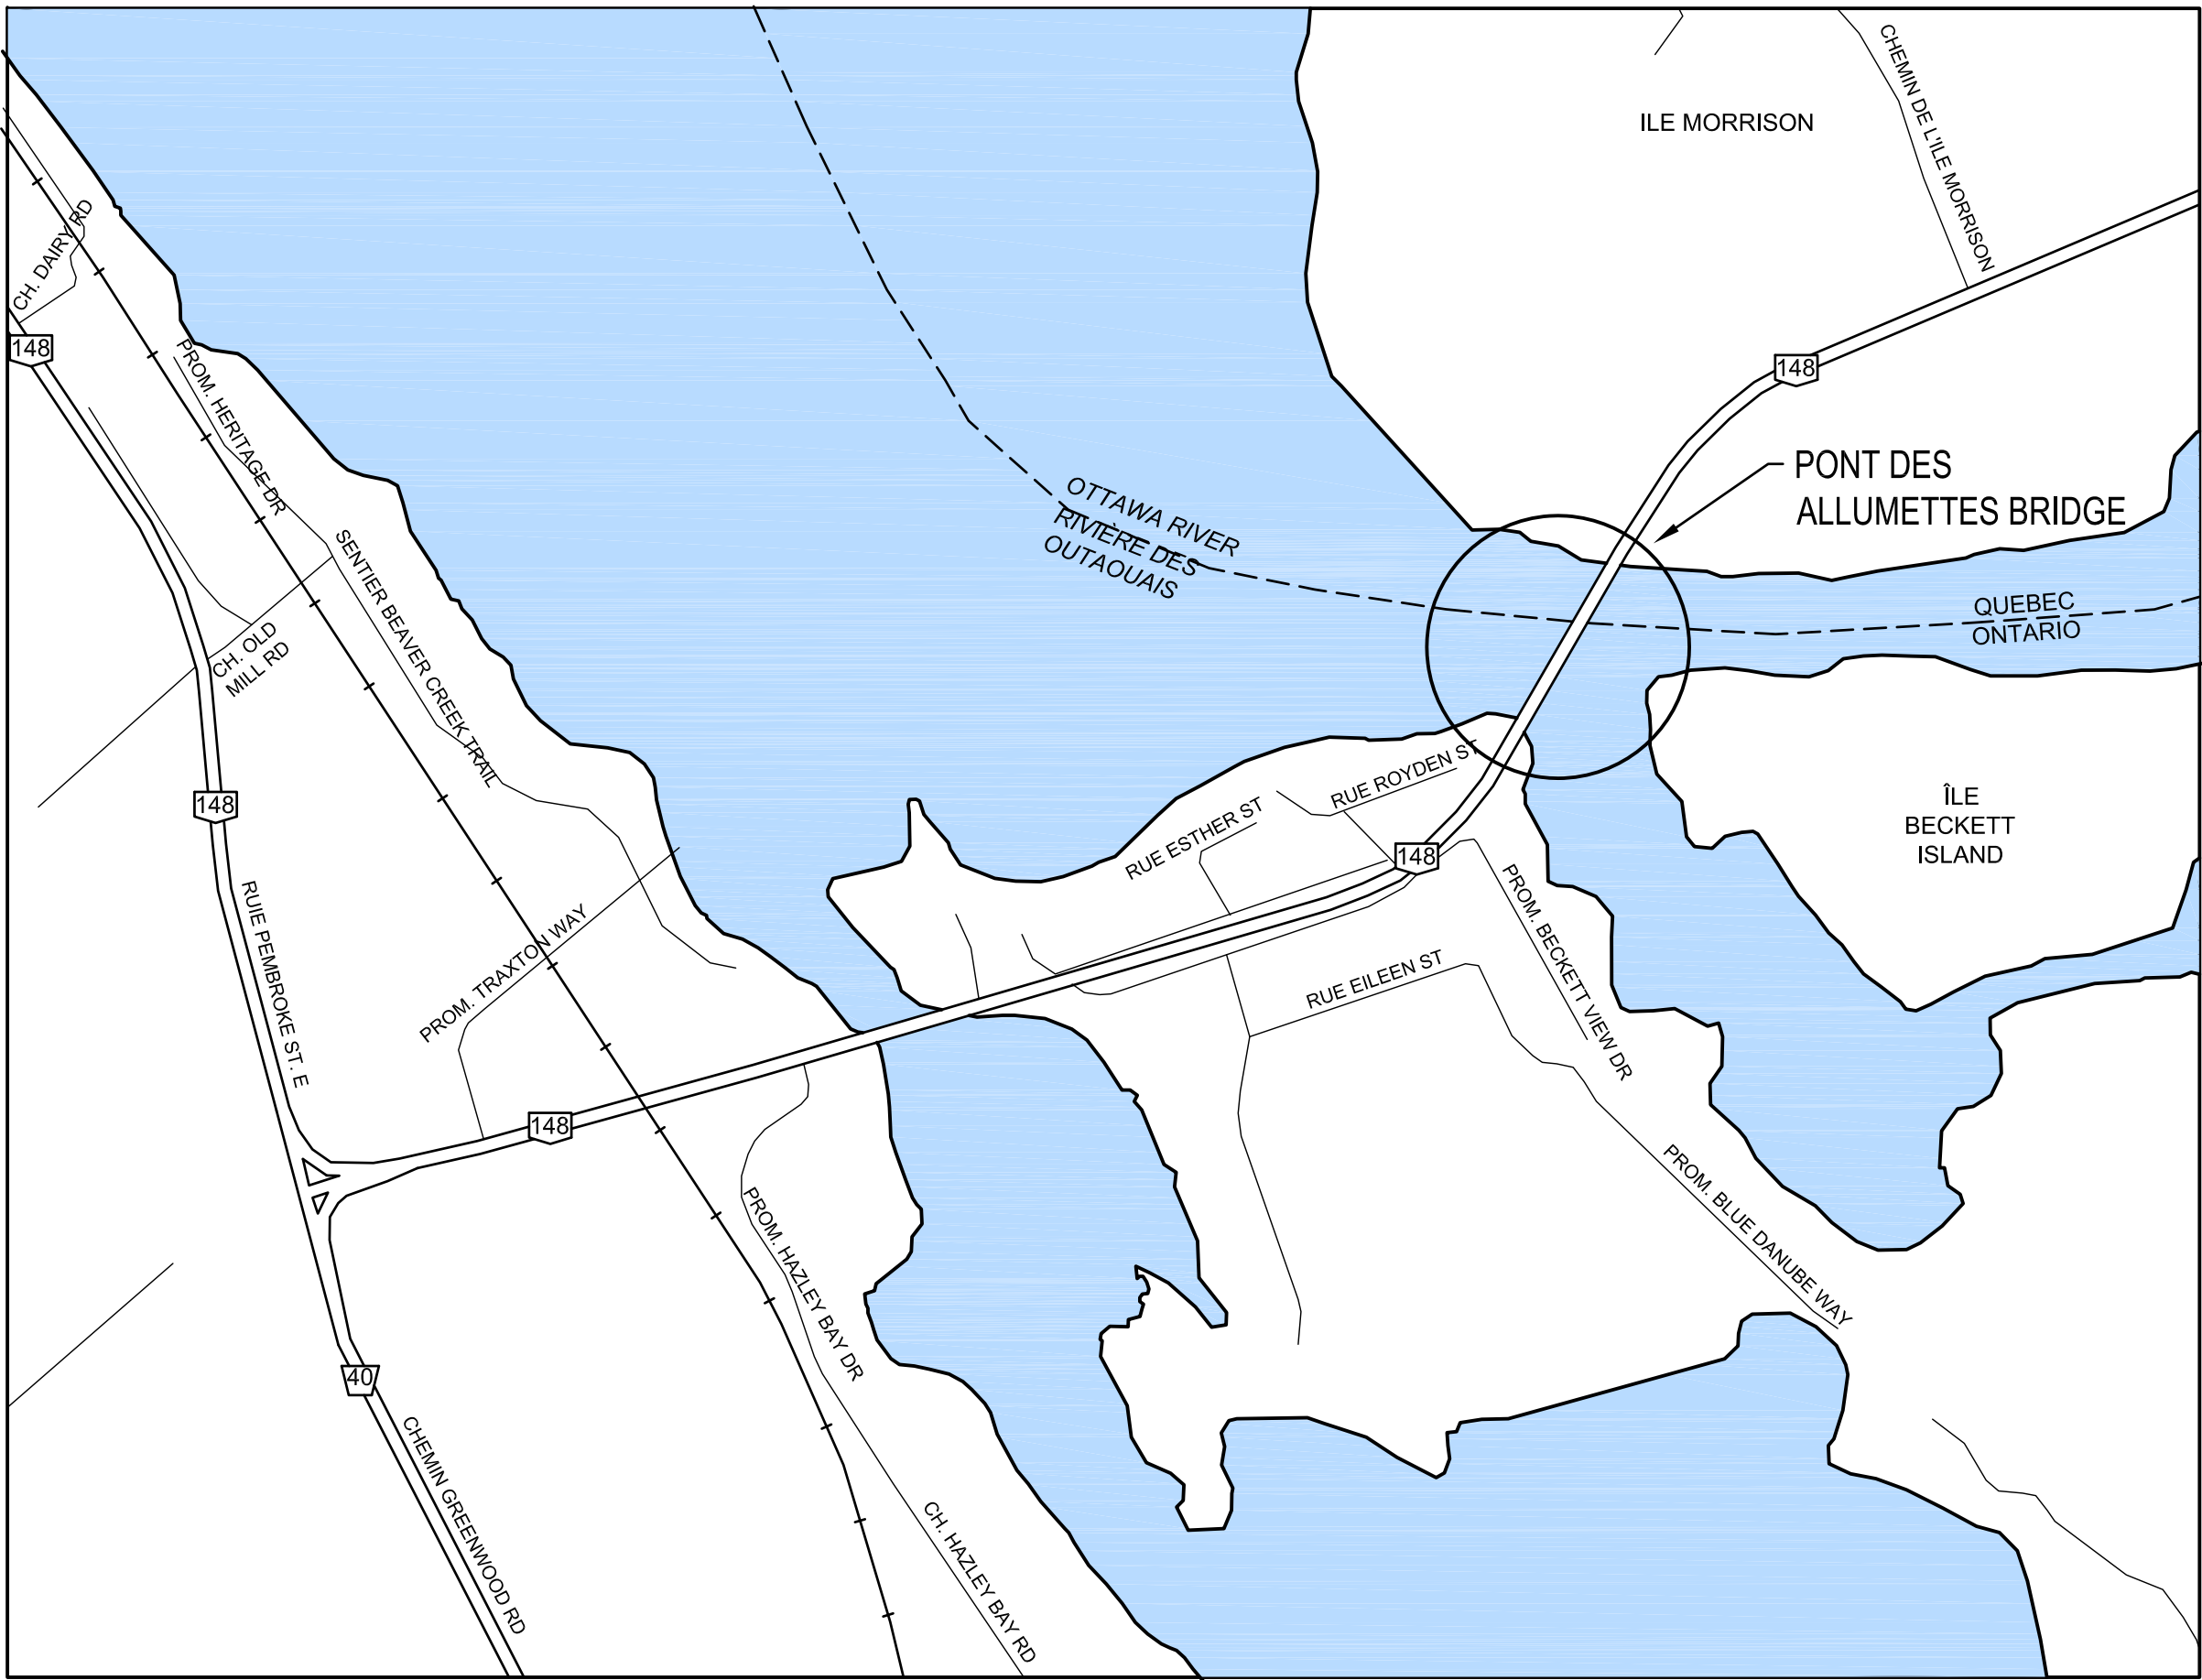 CHEMIN DE L'ILE MORRISON
ILE MORRISON
CH. DAIRY RD
148
PROM. HERITAGE DR
148
PONT DES
ALLUMETTES BRIDGE
OTTAWA RIVER
RIVIÈRE DES
OUTAOUAIS
QUEBEC
ONTARIO
SENTIER BEAVER CREEK TRAIL
CH. OLD
MILL RD
148
RUE ROYDEN ST
RUE ESTHER ST
148
ÎLE
BECKETT
ISLAND
RUIE PEMBROKE ST. E
PROM. TRAXTON WAY
PROM. BECKETT VIEW DR
RUE EILEEN ST
148
PROM. BLUE DANUBE WAY
PROM. HAZLEY BAY DR
40
CHEMIN GREENWOOD RD
CH. HAZLEY BAY RD